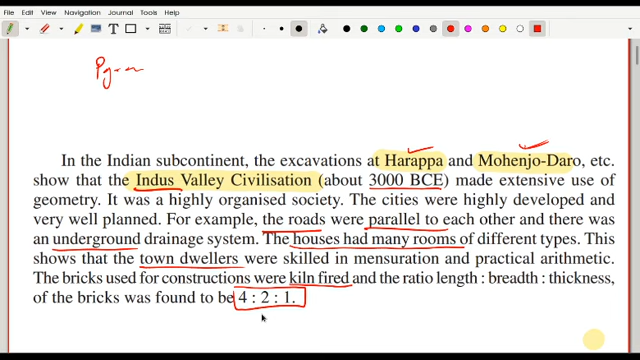 File Edit View Journal Tools Help
In the Indian subcontinent, the excavations at Harappa and Mohenjo-Daro, etc.
show that the Indus Valley Civilisation (about 3000 BCE) made extensive use of
geometry. It was a highly organised society. The cities were highly developed and
very well planned. For example, the roads were parallel to each other and there was
an underground drainage system. The houses had many rooms of different types. This
shows that the town dwellers were skilled in mensuration and practical arithmetic.
The bricks used for constructions were kiln fired and the ratio length : breadth : thickness,
of the bricks was found to be 4 : 2 : 1.